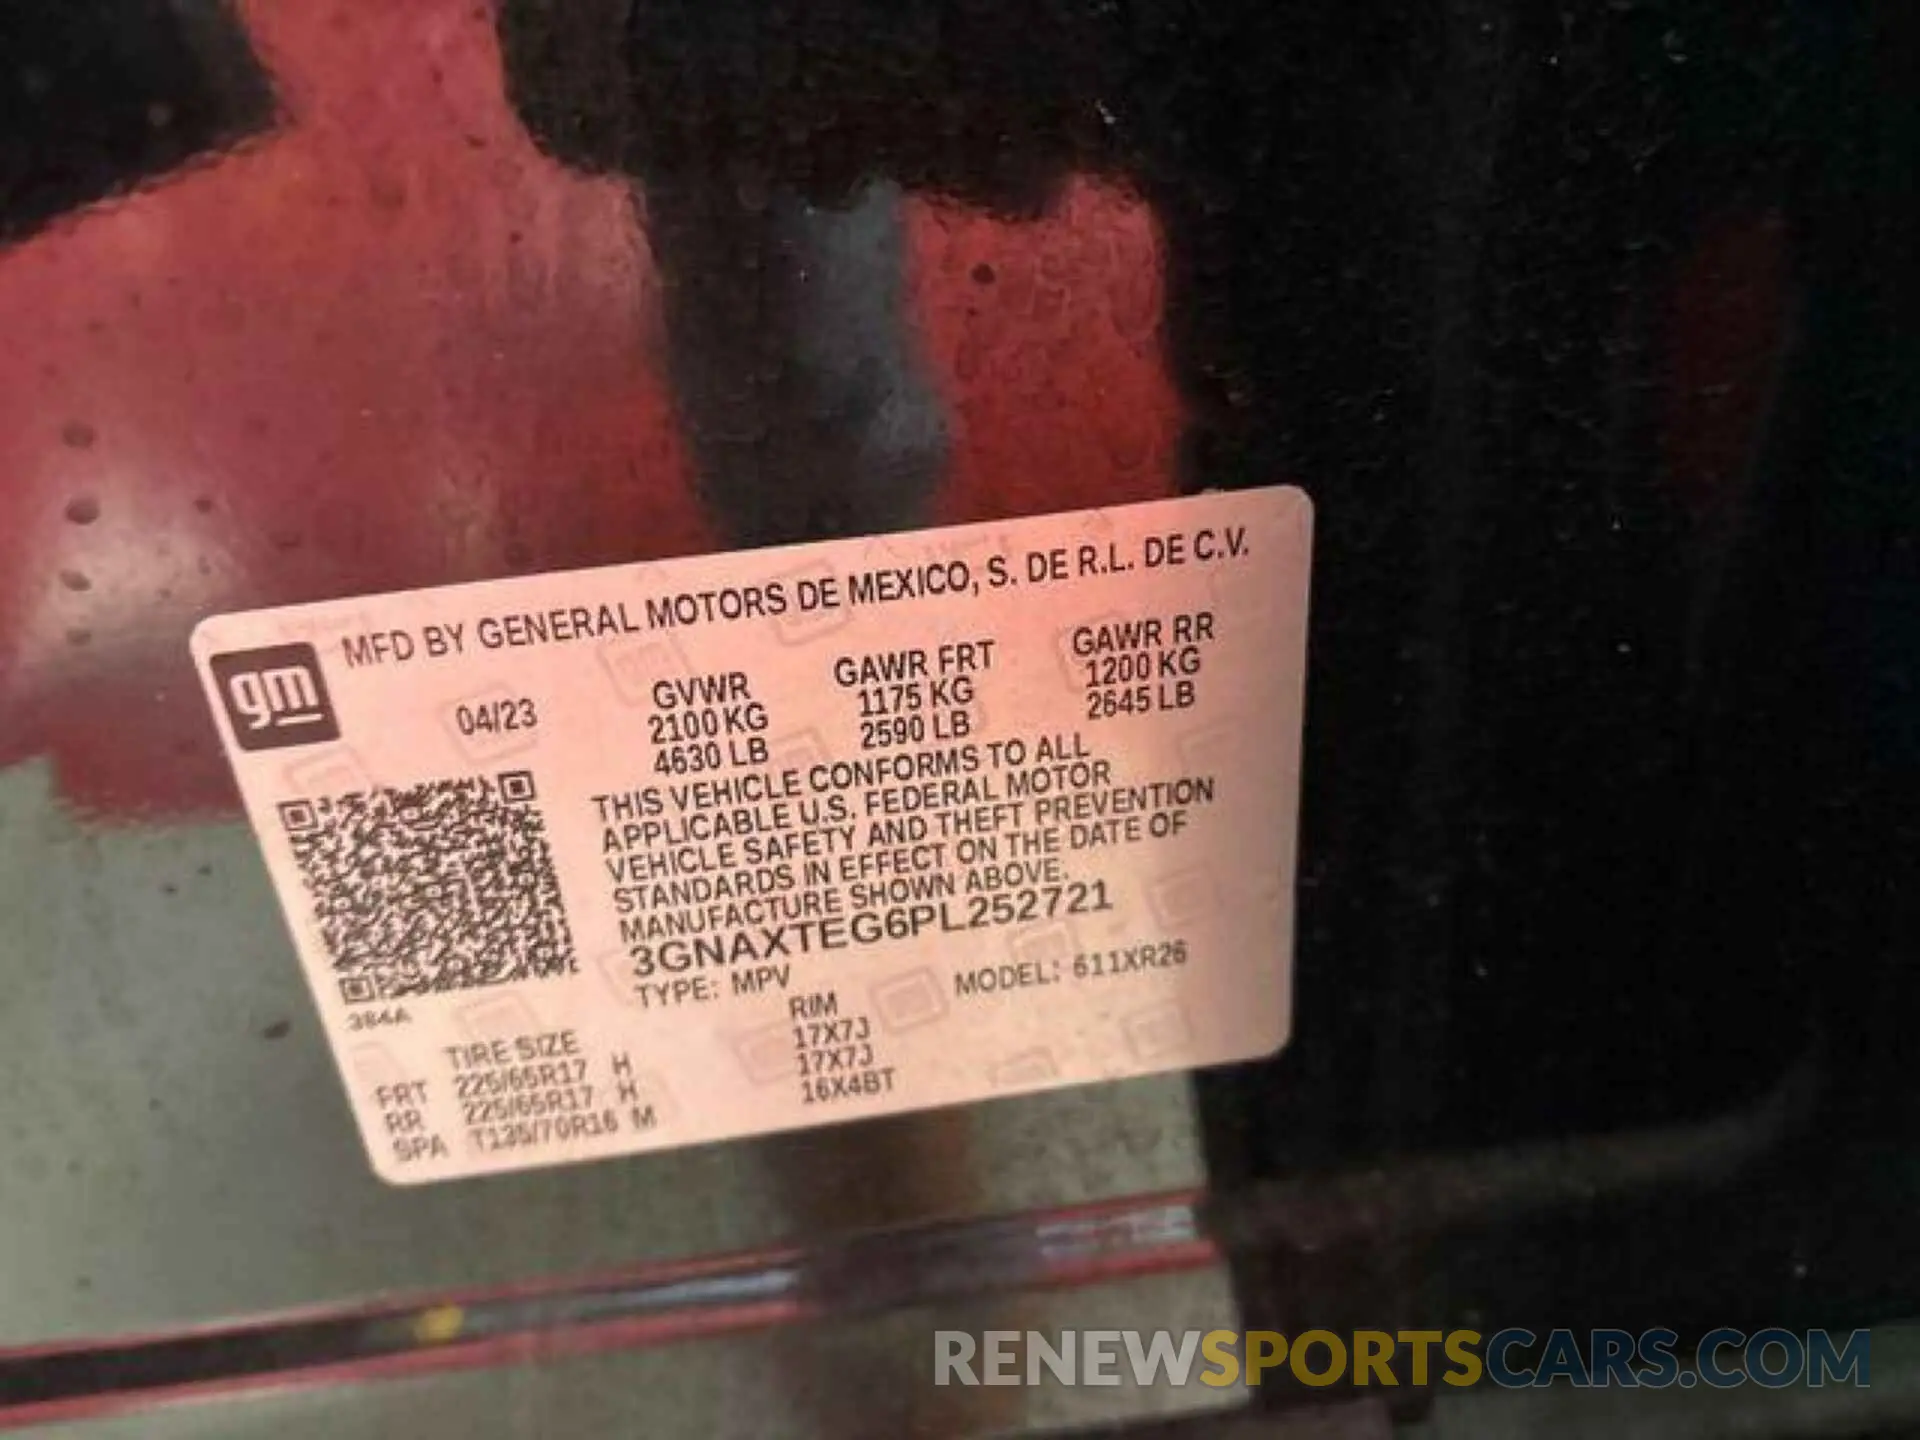 MFD BY GENERAL MOTORS DE MEXICO, S. DE R.L. DE C.V.
gm
04/23
GVWR
2100 KG
4630 LB
GAWR FRT
1175 KG
2590 LB
GAWR RR
1200 KG
2645 LB
THIS VEHICLE CONFORMS TO ALL
APPLICABLE U.S. FEDERAL MOTOR
VEHICLE SAFETY AND THEFT PREVENTION
STANDARDS IN EFFECT ON THE DATE OF
MANUFACTURE SHOWN ABOVE.
3GNAXTEG6PL252721
TYPE: MPV
MODEL: 611XR26
384A
TIRE SIZE RIM
FRT 225/65R17 H 17X7J
RR 225/65R17 H 17X7J
SPA T135/70R16 M 16X4BT
RENEWSPORTSCARS.COM